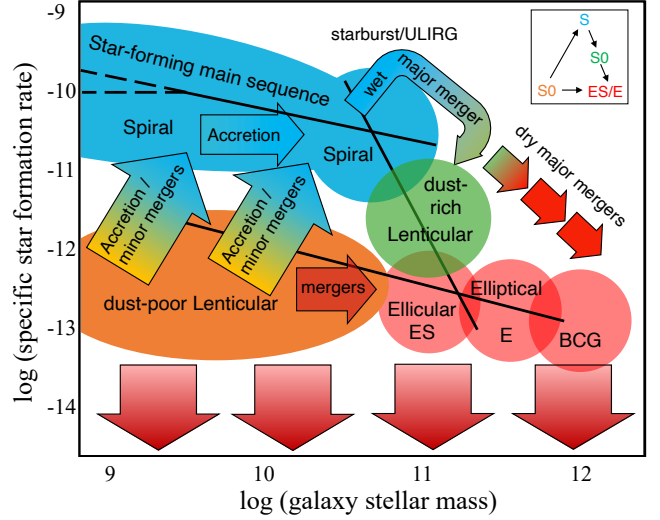 -9
-10
-11
-12
-13
-14
log (specific star formation rate)
9
10
11
12
log (galaxy stellar mass)
starburst/ULIRG
Star-forming main sequence
Spiral
Accretion
Spiral
wet
major merger
dry major mergers
Accretion /
minor mergers
Accretion /
minor mergers
dust-
rich
Lenticular
dust-poor Lenticular
mergers
Ellicular
ES
Elliptical
E
BCG
S
S0
S0
ES/E